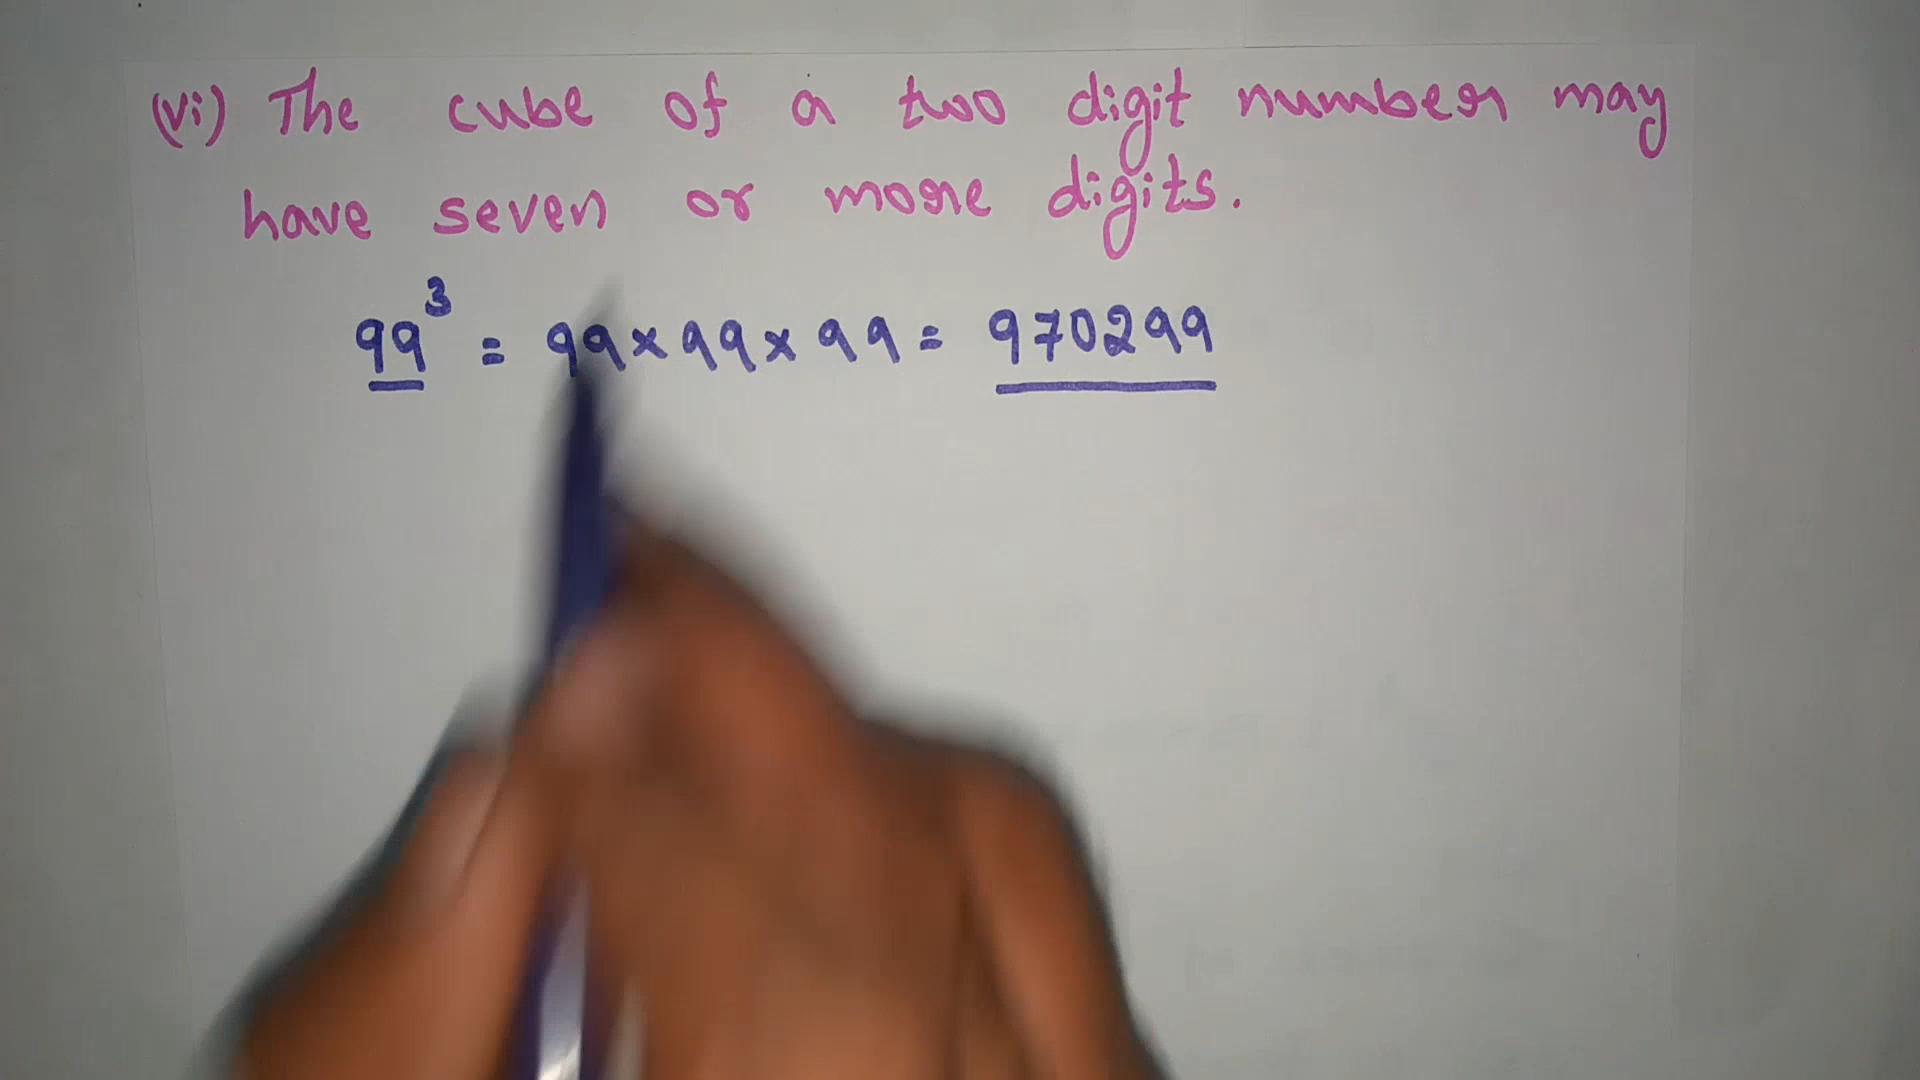 (vi) The cube of a two digit number may
have seven or more digits.
99³ = 99 × 99 × 99 = 970299